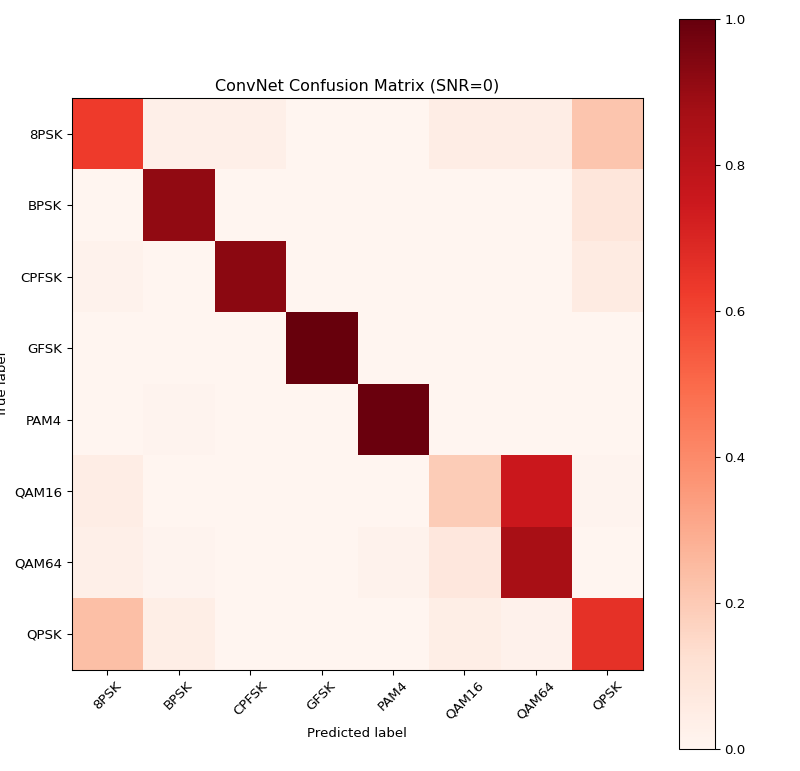 ConvNet Confusion Matrix (SNR=0)
1.0
0.8
0.6
0.4
0.2
0.0
8PSK
BPSK
CPFSK
GFSK
PAM4
QAM16
QAM64
QPSK
True label
8PSK
BPSK
CPFSK
GFSK
PAM4
QAM16
QAM64
QPSK
Predicted label